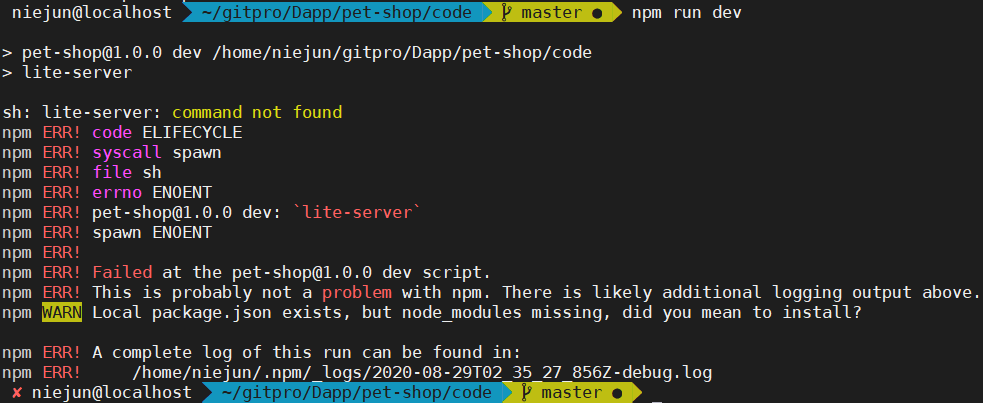 niejun@localhost ~/gitpro/Dapp/pet-shop/code master ● npm run dev
> pet-shop@1.0.0 dev /home/niejun/gitpro/Dapp/pet-shop/code
> lite-server
sh: lite-server: command not found
npm ERR! code ELIFECYCLE
npm ERR! syscall spawn
npm ERR! file sh
npm ERR! errno ENOENT
npm ERR! pet-shop@1.0.0 dev: `lite-server`
npm ERR! spawn ENOENT
npm ERR!
npm ERR! Failed at the pet-shop@1.0.0 dev script.
npm ERR! This is probably not a problem with npm. There is likely additional logging output above.
npm WARN Local package.json exists, but node_modules missing, did you mean to install?
npm ERR! A complete log of this run can be found in:
npm ERR!     /home/niejun/.npm/_logs/2020-08-29T02_35_27_856Z-debug.log
✘ niejun@localhost ~/gitpro/Dapp/pet-shop/code master ●